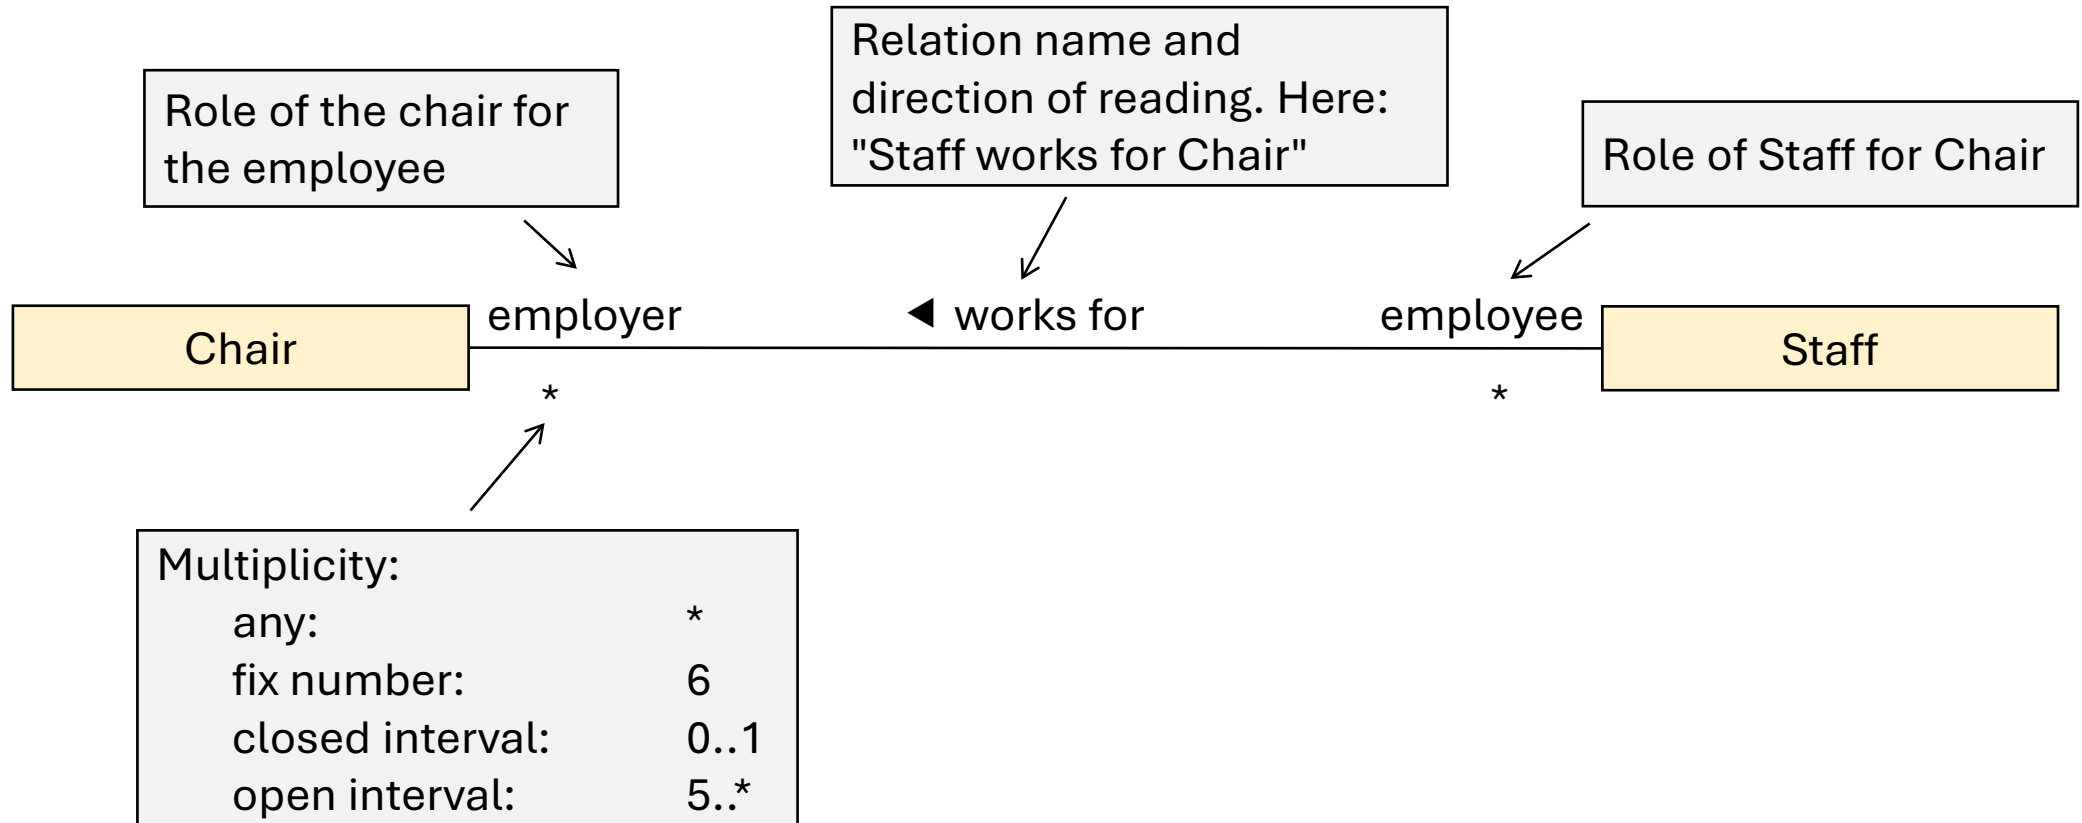 Relation name and
direction of reading. Here:
"Staff works for Chair"
Role of the chair for
the employee
Role of Staff for Chair
employer
◀ works for
employee
Chair
Staff
*
*
Multiplicity:
any: *
fix number: 6
closed interval: 0..1
open interval: 5..*